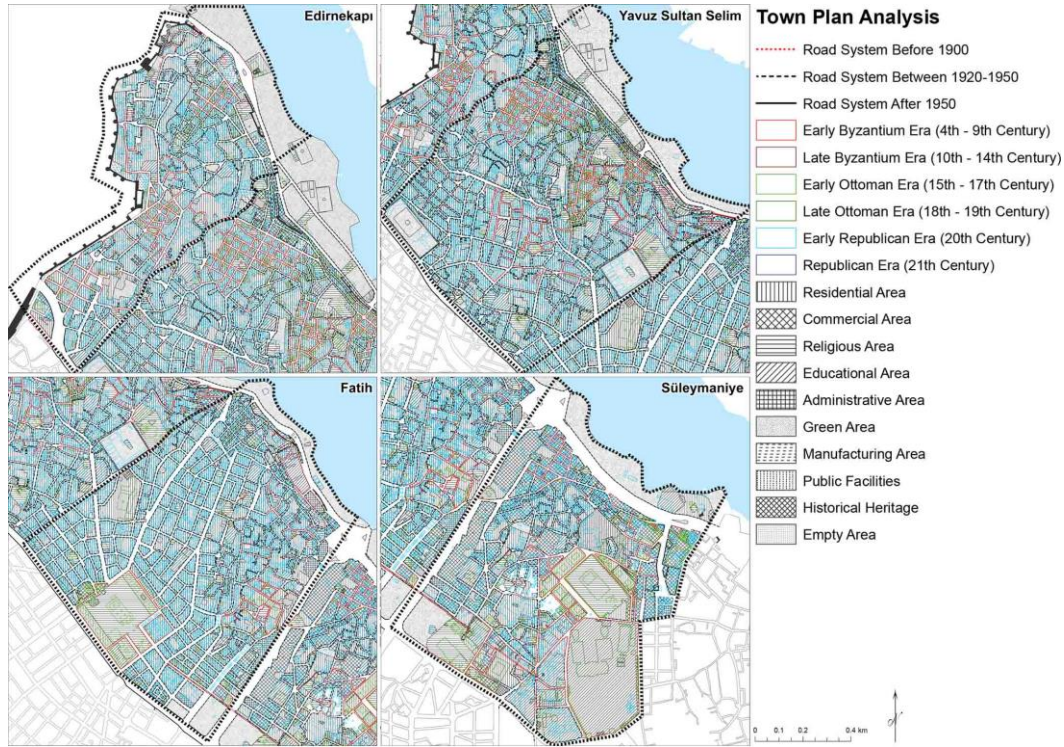 Edirnekapı
Yavuz Sultan Selim
Fatih
Süleymaniye
Town Plan Analysis
Road System Before 1900
Road System Between 1920-1950
Road System After 1950
Early Byzantium Era (4th - 9th Century)
Late Byzantium Era (10th - 14th Century)
Early Ottoman Era (15th - 17th Century)
Late Ottoman Era (18th - 19th Century)
Early Republican Era (20th Century)
Republican Era (21th Century)
Residential Area
Commercial Area
Religious Area
Educational Area
Administrative Area
Green Area
Manufacturing Area
Public Facilities
Historical Heritage
Empty Area
0 0.2 0.4 km
N